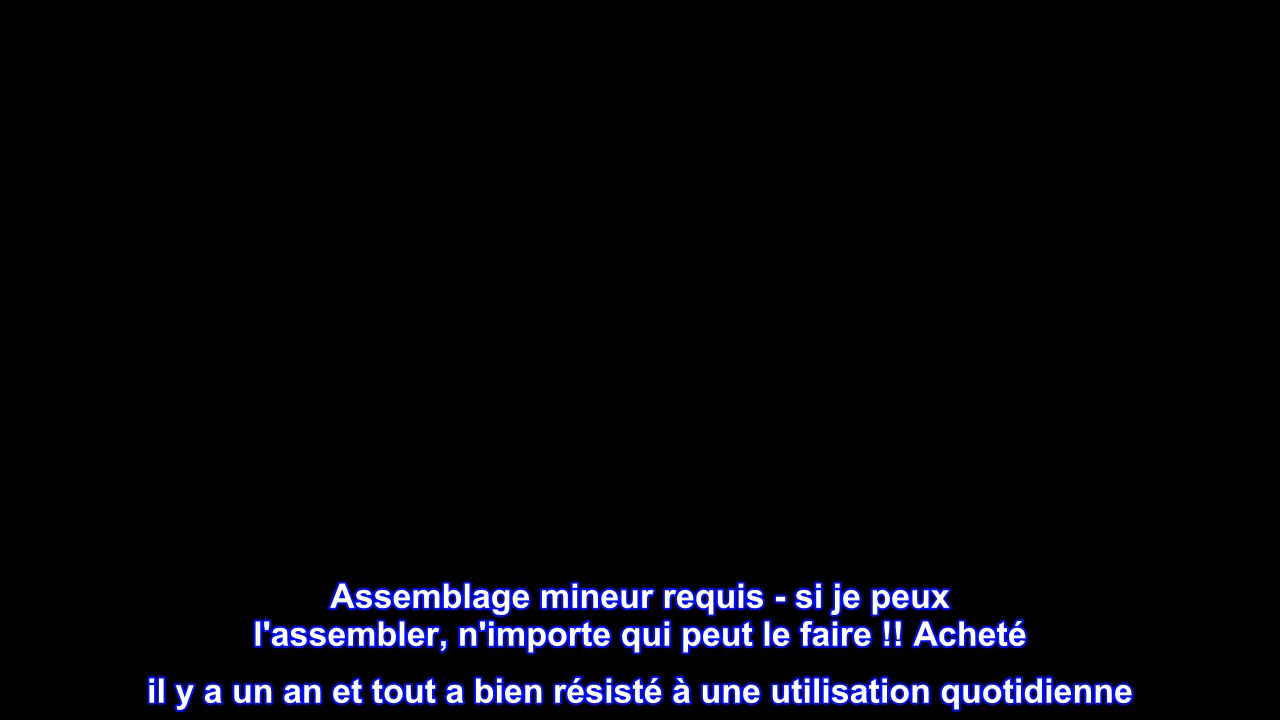 Assemblage mineur requis - si je peux
l'assembler, n'importe qui peut le faire !! Acheté
il y a un an et tout a bien résisté à une utilisation quotidienne